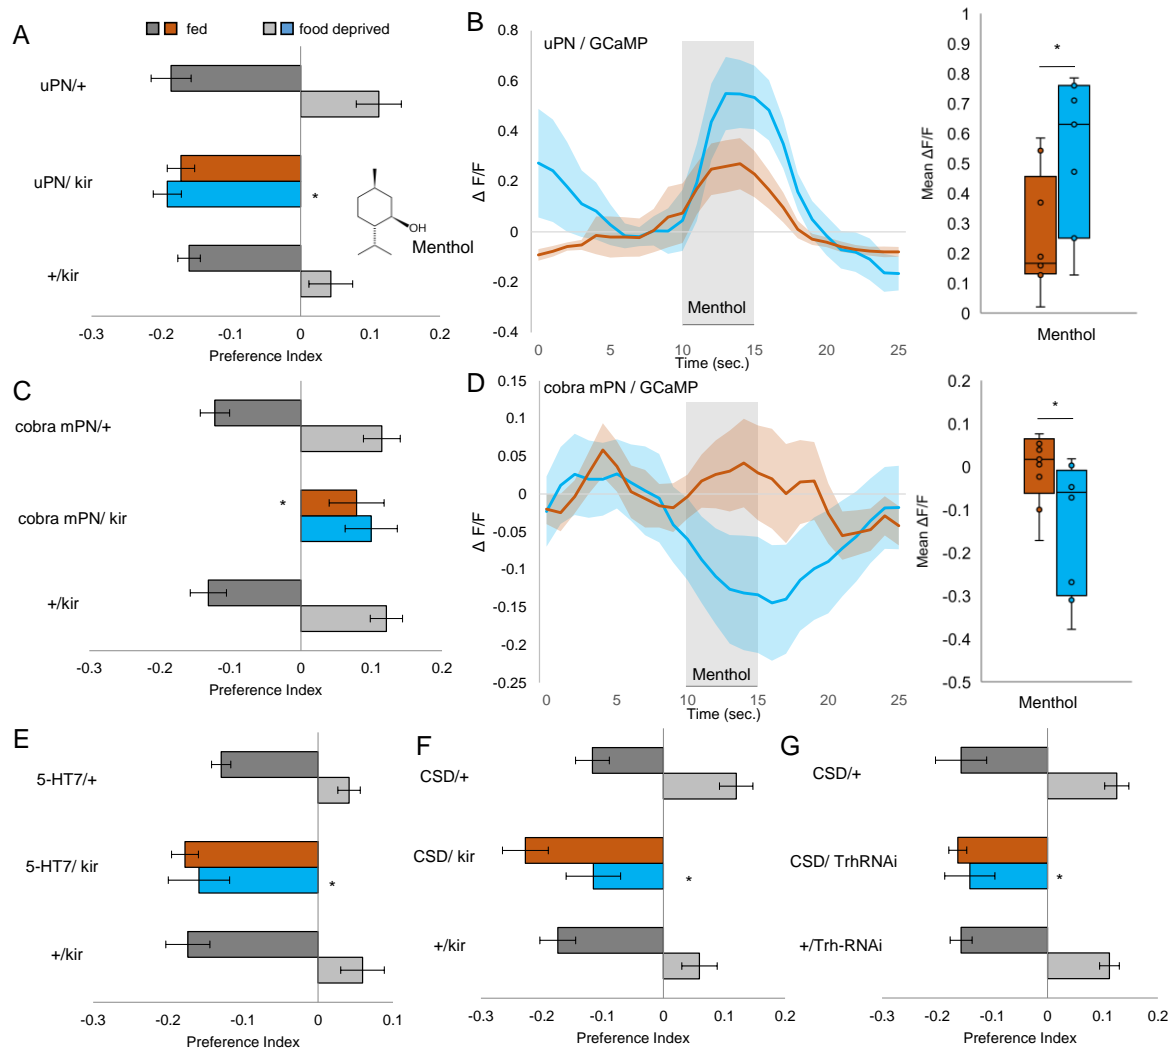 A
fed
food deprived
uPN/+
uPN/ kir
*
OH
Menthol
+/kir
-0.3 -0.2 -0.1 0 0.1 0.2
Preference Index
B
uPN / GCaMP
0.8
0.6
0.4
0.2
0
-0.2
-0.4
Δ F/F
Menthol
0 5 10 15 20 25
Time (sec.)
1
0.9
0.8
0.7
0.6
0.5
0.4
0.3
0.2
0.1
0
Mean ΔF/F
*
Menthol
C
cobra mPN/+
cobra mPN/ kir
*
+/kir
-0.3 -0.2 -0.1 0 0.1 0.2
Preference Index
D
cobra mPN / GCaMP
0.15
0.1
0.05
0
-0.05
-0.1
-0.15
-0.2
-0.25
Δ F/F
Menthol
0 5 10 15 20 25
Time (sec.)
0.2
0.1
0
-0.1
-0.2
-0.3
-0.4
-0.5
Mean ΔF/F
*
Menthol
E
5-HT7/+
5-HT7/ kir
*
+/kir
-0.3 -0.2 -0.1 0 0.1
Preference Index
F
CSD/+
CSD/ kir
*
+/kir
-0.3 -0.2 -0.1 0 0.1 0.2
Preference Index
G
CSD/+
CSD/ TrhRNAi
*
+/Trh-RNAi
-0.3 -0.2 -0.1 0 0.1 0.2
Preference Index